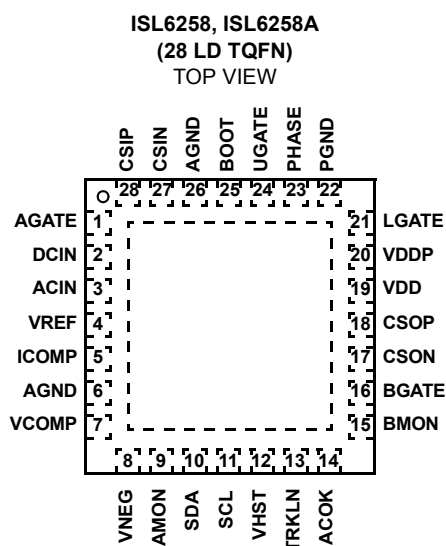 ISL6258, ISL6258A
(28 LD TQFN)
TOP VIEW
CSIP
CSIN
AGND
BOOT
UGATE
PHASE
PGND
28 27 26 25 24 23 22
AGATE 1
DCIN 2
ACIN 3
VREF 4
ICOMP 5
AGND 6
VCOMP 7
21 LGATE
20 VDDP
19 VDD
18 CSOP
17 CSON
16 BGATE
15 BMON
8 9 10 11 12 13 14
VNEG
AMON
SDA
SCL
VHST
TRKLN
ACOK